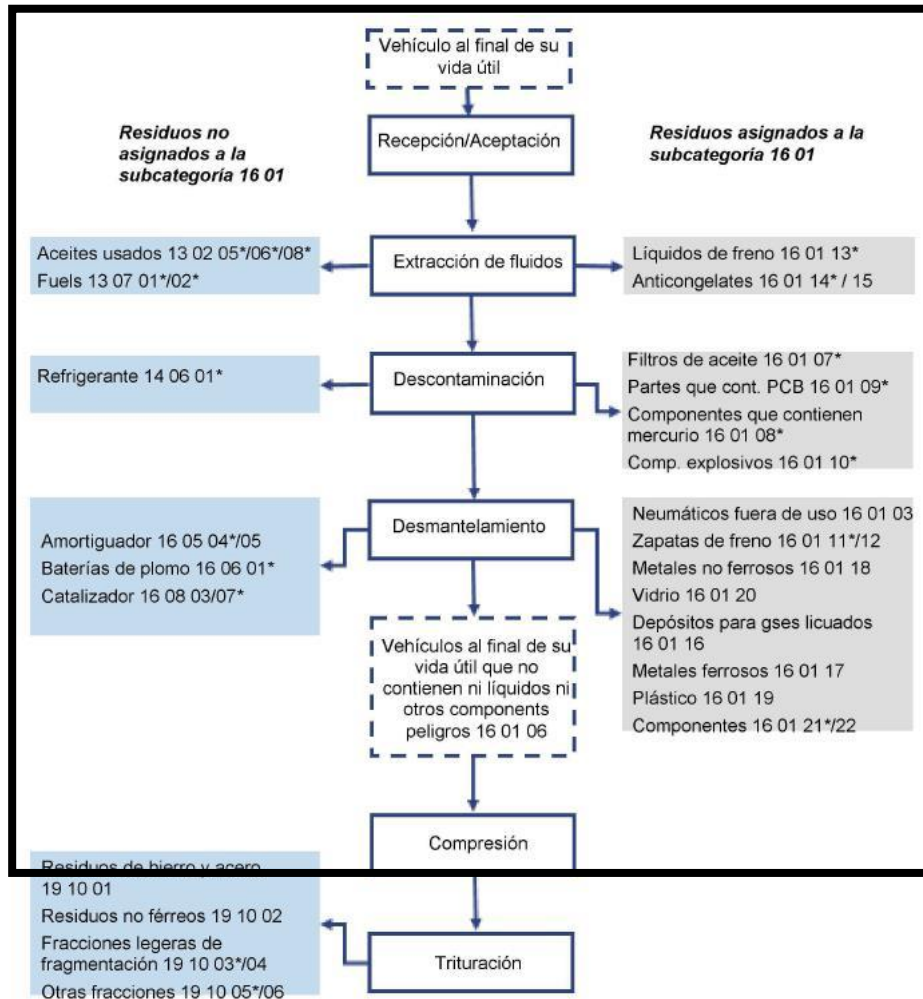 Vehículo al final de su
vida útil
Residuos no
asignados a la
subcategoría 16 01
Recepción/Aceptación
Residuos asignados a la
subcategoría 16 01
Aceites usados 13 02 05*/06*/08*
Fuels 13 07 01*/02*
Extracción de fluidos
Líquidos de freno 16 01 13*
Anticongelates 16 01 14* / 15
Refrigerante 14 06 01*
Descontaminación
Filtros de aceite 16 01 07*
Partes que cont. PCB 16 01 09*
Componentes que contienen
mercurio 16 01 08*
Comp. explosivos 16 01 10*
Amortiguador 16 05 04*/05
Baterías de plomo 16 06 01*
Catalizador 16 08 03/07*
Desmantelamiento
Neumáticos fuera de uso 16 01 03
Zapatas de freno 16 01 11*/12
Metales no ferrosos 16 01 18
Vidrio 16 01 20
Depósitos para gses licuados
16 01 16
Metales ferrosos 16 01 17
Plástico 16 01 19
Componentes 16 01 21*/22
Vehículos al final de su
vida útil que no
contienen ni líquidos ni
otros components
peligros 16 01 06
Compresión
Residuos de hierro y acero
19 10 01
Residuos no férreos 19 10 02
Fracciones legeras de
fragmentación 19 10 03*/04
Otras fracciones 19 10 05*/06
Trituración